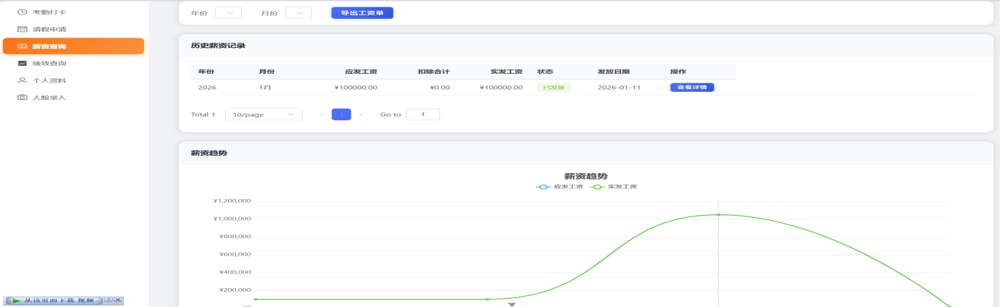 考勤打卡
请假申请
薪资查询
绩效查询
个人资料
人脸录入
年份 月份 导出工资单
历史薪资记录
年份 月份 应发工资 扣除合计 实发工资 状态 发放日期 操作
2026 1月 ¥100000.00 ¥0.00 ¥100000.00 已发放 2026-01-11 查看详情
Total 1 10/page < 1 > Go to 1
薪资趋势
薪资趋势
应发工资 实发工资
¥1,200,000
¥1,000,000
¥800,000
¥600,000
¥400,000
¥200,000
¥0
从该页面下载 视频 ? X